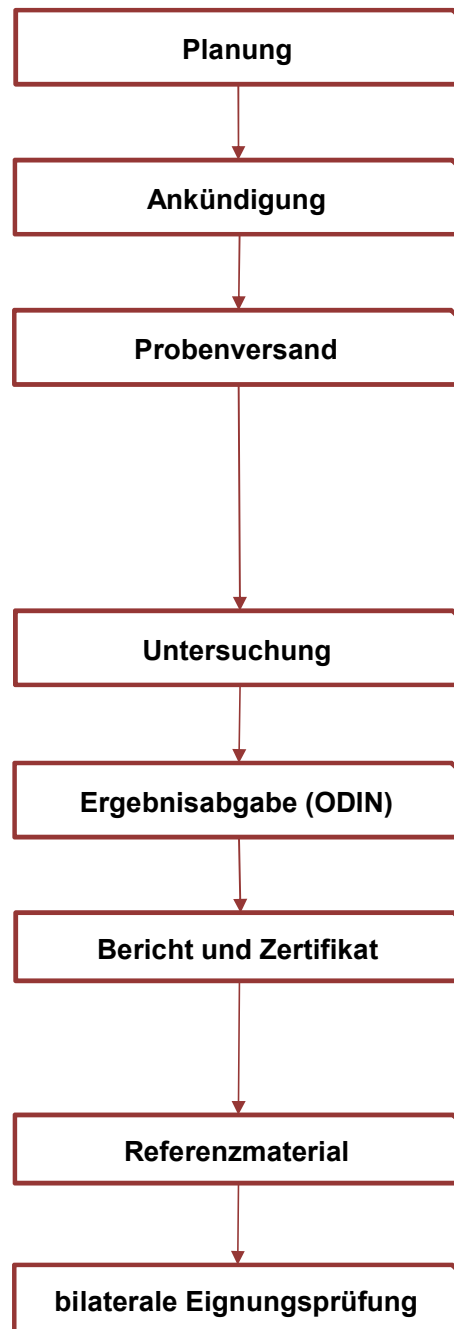 Planung
Ankündigung
Probenversand
Untersuchung
Ergebnisabgabe (ODIN)
Bericht und Zertifikat
Referenzmaterial
bilaterale Eignungsprüfung